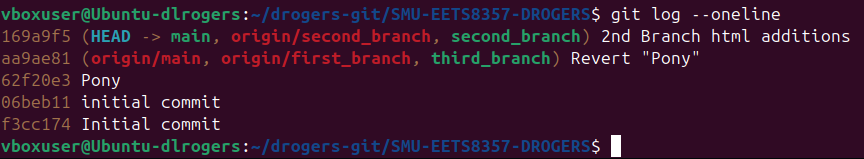 vboxuser@Ubuntu-dlrogers:~/drogers-git/SMU-EETS8357-DROGERS$ git log --oneline
169a9f5 (HEAD -> main, origin/second_branch, second_branch) 2nd Branch html additions
aa9ae81 (origin/main, origin/first_branch, third_branch) Revert "Pony"
62f20e3 Pony
06beb11 initial commit
f3cc174 Initial commit
vboxuser@Ubuntu-dlrogers:~/drogers-git/SMU-EETS8357-DROGERS$